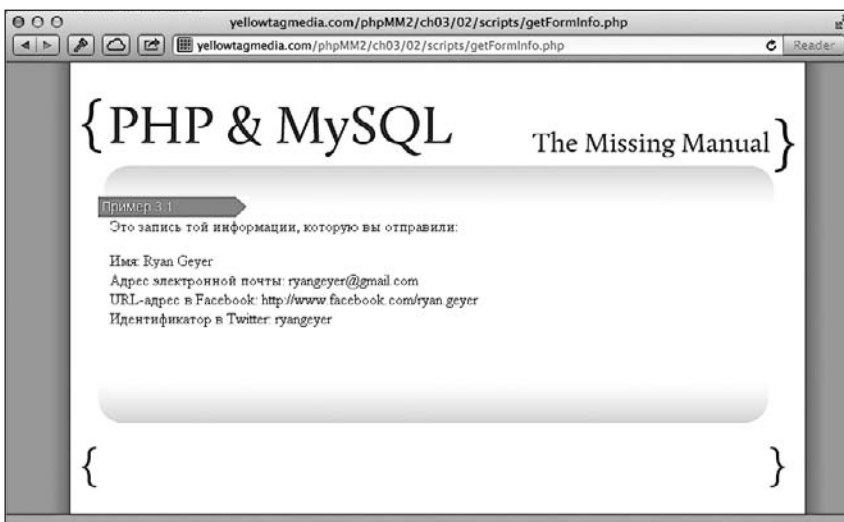 yellowtagmedia.com/phpMM2/ch03/02/scripts/getFormInfo.php
yellowtagmedia.com/phpMM2/ch03/02/scripts/getFormInfo.php
Reader
{PHP & MySQL
The Missing Manual}
Пример 3.1
Это запись той информации, которую вы отправили:
Имя: Ryan Geyer
Адрес электронной почты: ryangeyer@gmail.com
URL-адрес в Facebook: http://www.facebook.com/ryan.geyer
Идентификатор в Twitter: ryangeyer
{ }